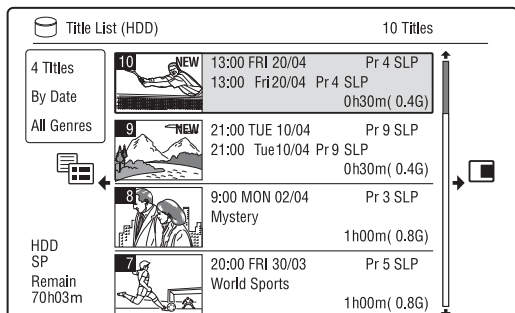 Title List (HDD)
10 Titles
4 Titles
By Date
All Genres
HDD
SP
Remain
70h03m
10
NEW
13:00 FRI 20/04 Pr 4 SLP
13:00 Fri20/04 Pr 4 SLP
0h30m( 0.4G)
9
NEW
21:00 TUE 10/04 Pr 9 SLP
21:00 Tue10/04 Pr 9 SLP
0h30m( 0.4G)
8
9:00 MON 02/04 Pr 3 SLP
Mystery
1h00m( 0.8G)
7
20:00 FRI 30/03 Pr 5 SLP
World Sports
1h00m( 0.8G)